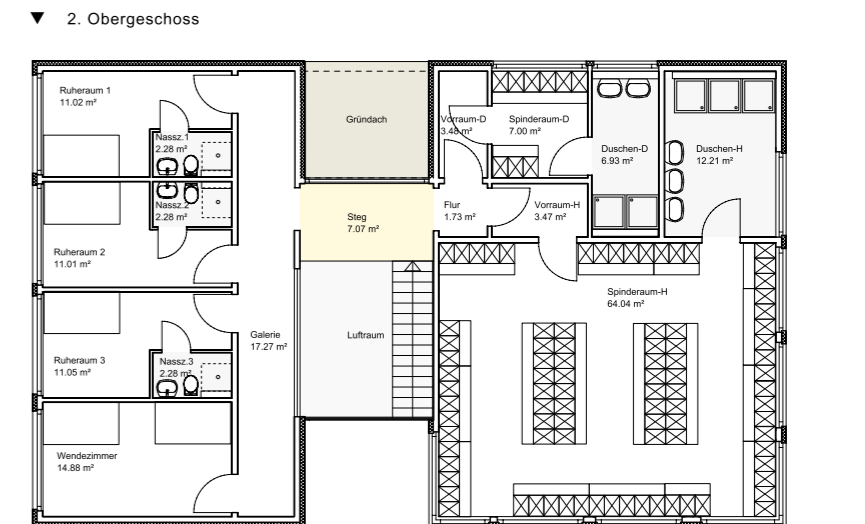 ▼ 2. Obergeschoss
Ruheraum 1
11.02 m²
Nassz.1
2.28 m²
Nassz.2
2.28 m²
Ruheraum 2
11.01 m²
Ruheraum 3
11.05 m²
Nassz.3
2.28 m²
Wendezimmer
14.88 m²
Galerie
17.27 m²
Gründach
Steg
7.07 m²
Luftraum
Vorraum-D
3.48 m²
Spinderaum-D
7.00 m²
Duschen-D
6.93 m²
Duschen-H
12.21 m²
Flur
1.73 m²
Vorraum-H
3.47 m²
Spinderaum-H
64.04 m²